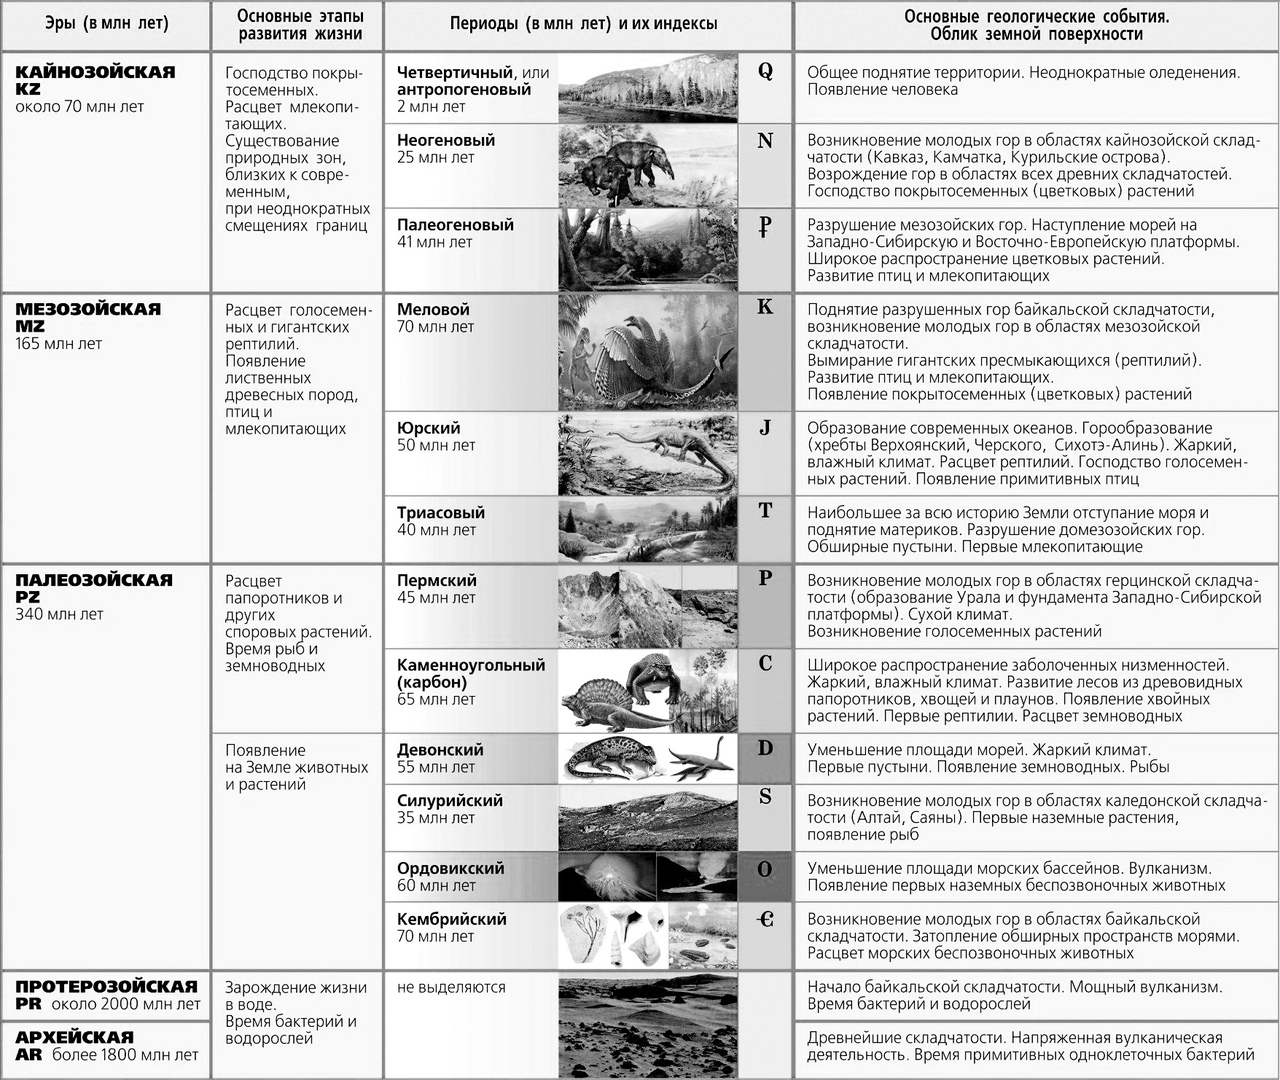 Эры (в млн лет)
Основные этапы
развития жизни
Периоды (в млн лет) и их индексы
Основные геологические события.
Облик земной поверхности
КАЙНОЗОЙСКАЯ
KZ
около 70 млн лет
Господство покры-
тосеменных.
Расцвет млекопи-
тающих.
Существование
природных зон,
близких к совре-
менным,
при неоднократных
смещениях границ
Четвертичный, или
антропогеновый
2 млн лет
Q
Общее поднятие территории. Неоднократные оледенения.
Появление человека
Неогеновый
25 млн лет
N
Возникновение молодых гор в областях кайнозойской склад-
чатости (Кавказ, Камчатка, Курильские острова).
Возрождение гор в областях всех древних складчатостей.
Господство покрытосеменных (цветковых) растений
Палеогеновый
41 млн лет
₽
Разрушение мезозойских гор. Наступление морей на
Западно-Сибирскую и Восточно-Европейскую платформы.
Широкое распространение цветковых растений.
Развитие птиц и млекопитающих
МЕЗОЗОЙСКАЯ
MZ
165 млн лет
Расцвет голосемен-
ных и гигантских
рептилий.
Появление
лиственных
древесных пород,
птиц и
млекопитающих
Меловой
70 млн лет
K
Поднятие разрушенных гор байкальской складчатости,
возникновение молодых гор в областях мезозойской
складчатости.
Вымирание гигантских пресмыкающихся (рептилий).
Развитие птиц и млекопитающих.
Появление покрытосеменных (цветковых) растений
Юрский
50 млн лет
J
Образование современных океанов. Горообразование
(хребты Верхоянский, Черского, Сихотэ-Алинь). Жаркий,
влажный климат. Расцвет рептилий. Господство голосемен-
ных растений. Появление примитивных птиц
Триасовый
40 млн лет
T
Наибольшее за всю историю Земли отступание моря и
поднятие материков. Разрушение домезозойских гор.
Обширные пустыни. Первые млекопитающие
ПАЛЕОЗОЙСКАЯ
PZ
340 млн лет
Расцвет
папоротников и
других
споровых растений.
Время рыб и
земноводных
Пермский
45 млн лет
P
Возникновение молодых гор в областях герцинской складча-
тости (образование Урала и фундамента Западно-Сибирской
платформы). Сухой климат.
Возникновение голосеменных растений
Каменноугольный
(карбон)
65 млн лет
C
Широкое распространение заболоченных низменностей.
Жаркий, влажный климат. Развитие лесов из древовидных
папоротников, хвощей и плаунов. Появление хвойных
растений. Первые рептилии. Расцвет земноводных
Появление
на Земле животных
и растений
Девонский
55 млн лет
D
Уменьшение площади морей. Жаркий климат.
Первые пустыни. Появление земноводных. Рыбы
Силурийский
35 млн лет
S
Возникновение молодых гор в областях каледонской складча-
тости (Алтай, Саяны). Первые наземные растения,
появление рыб
Ордовикский
60 млн лет
O
Уменьшение площади морских бассейнов. Вулканизм.
Появление первых наземных беспозвоночных животных
Кембрийский
70 млн лет
Є
Возникновение молодых гор в областях байкальской
складчатости. Затопление обширных пространств морями.
Расцвет морских беспозвоночных животных
ПРОТЕРОЗОЙСКАЯ
PR около 2000 млн лет
Зарождение жизни
в воде.
Время бактерий и
водорослей
не выделяются
Начало байкальской складчатости. Мощный вулканизм.
Время бактерий и водорослей
АРХЕЙСКАЯ
AR более 1800 млн лет
Древнейшие складчатости. Напряженная вулканическая
деятельность. Время примитивных одноклеточных бактерий